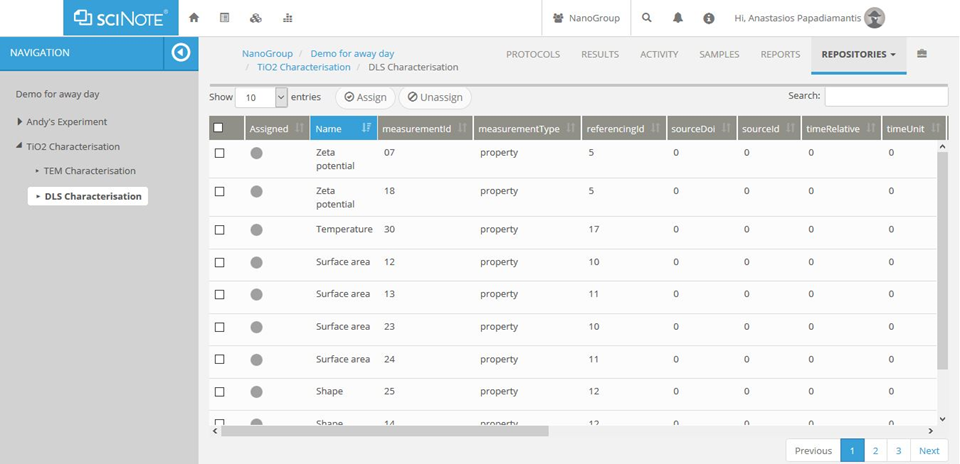 SCINOTE®
NanoGroup
Hi, Anastasios Papadiamantis
NAVIGATION
NanoGroup / Demo for away day
/ TiO2 Characterisation / DLS Characterisation
PROTOCOLS RESULTS ACTIVITY SAMPLES REPORTS REPOSITORIES
Demo for away day
Andy's Experiment
TiO2 Characterisation
TEM Characterisation
DLS Characterisation
Show 10 entries Assign Unassign Search:
Assigned Name measurementId measurementType referencingId sourceDoi sourceId timeRelative timeUnit
Zeta potential 07 property 5 0 0 0 0
Zeta potential 18 property 5 0 0 0 0
Temperature 30 property 17 0 0 0 0
Surface area 12 property 10 0 0 0 0
Surface area 13 property 11 0 0 0 0
Surface area 23 property 10 0 0 0 0
Surface area 24 property 11 0 0 0 0
Shape 25 property 12 0 0 0 0
Shape 14 property 12 0 0 0 0
Previous 1 2 3 Next